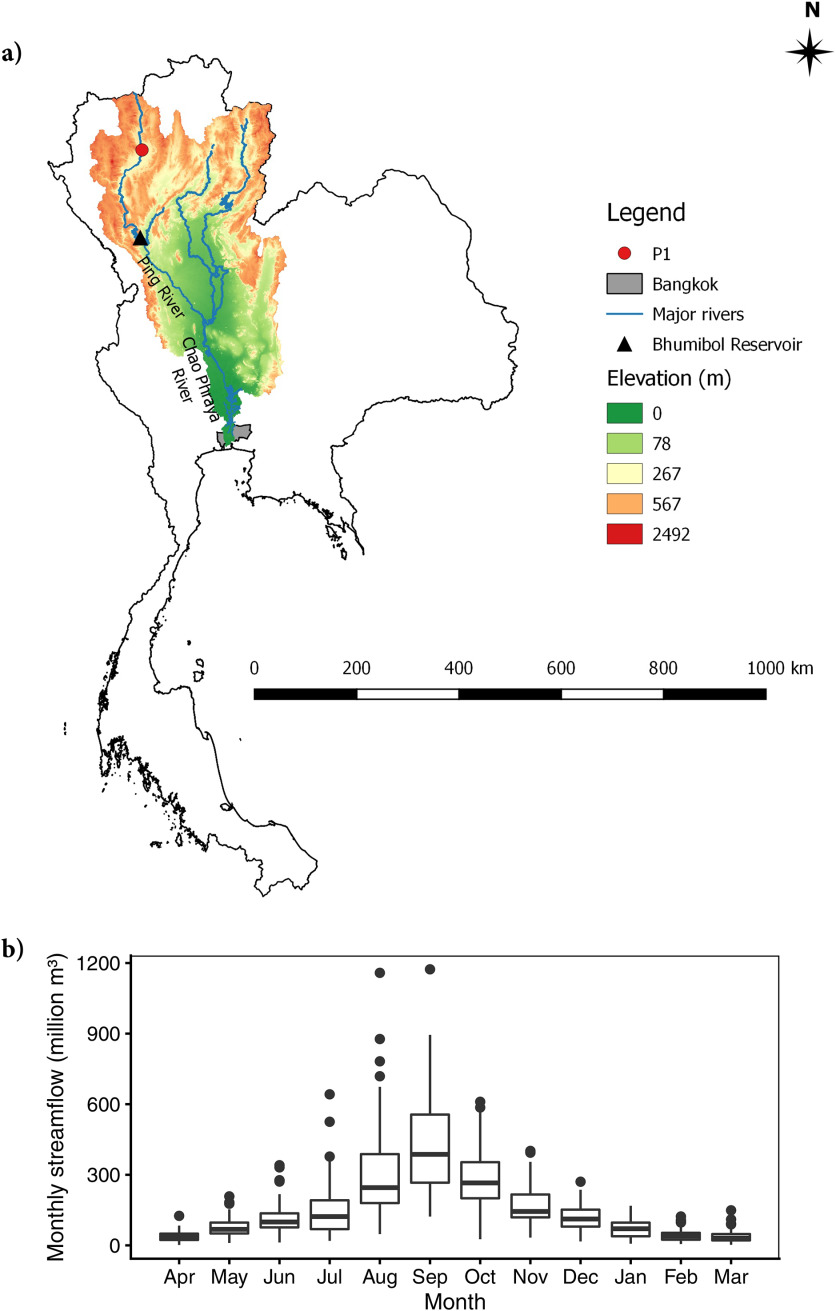 N
a)
Ping River
Chao Phraya
River
Legend
P1
Bangkok
Major rivers
Bhumibol Reservoir
Elevation (m)
0
78
267
567
2492
0 200 400 600 800 1000 km
b)
Monthly streamflow (million m³)
1200
900
600
300
0
Apr May Jun Jul Aug Sep Oct Nov Dec Jan Feb Mar
Month